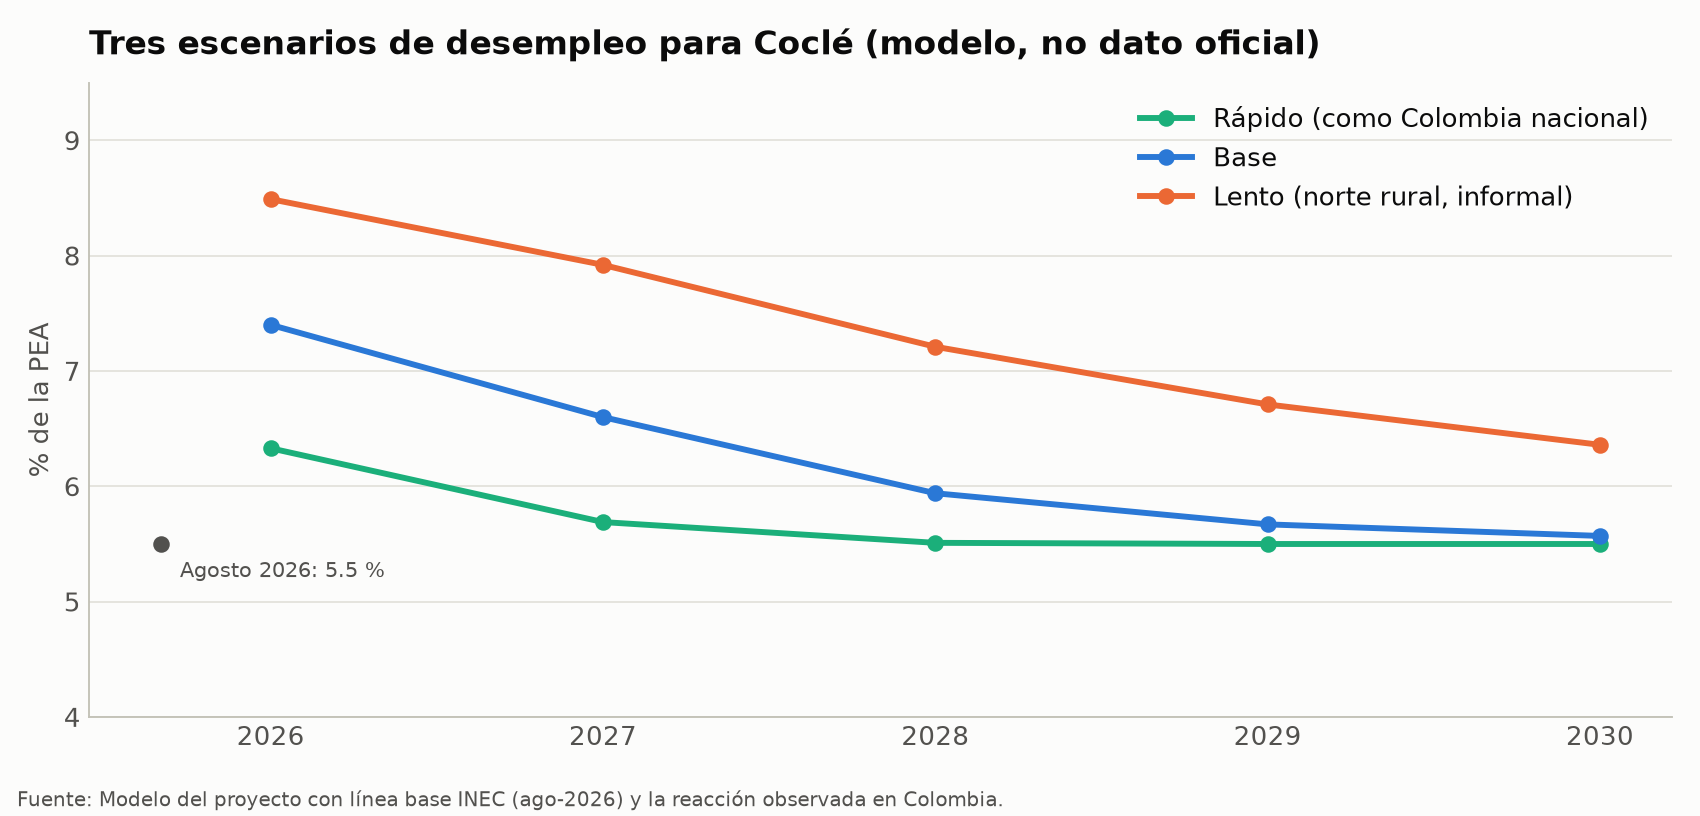 Tres escenarios de desempleo para Coclé (modelo, no dato oficial)
Rápido (como Colombia nacional)
Base
Lento (norte rural, informal)
% de la PEA
9
8
7
6
5
4
Agosto 2026: 5.5 %
2026
2027
2028
2029
2030
Fuente: Modelo del proyecto con línea base INEC (ago-2026) y la reacción observada en Colombia.